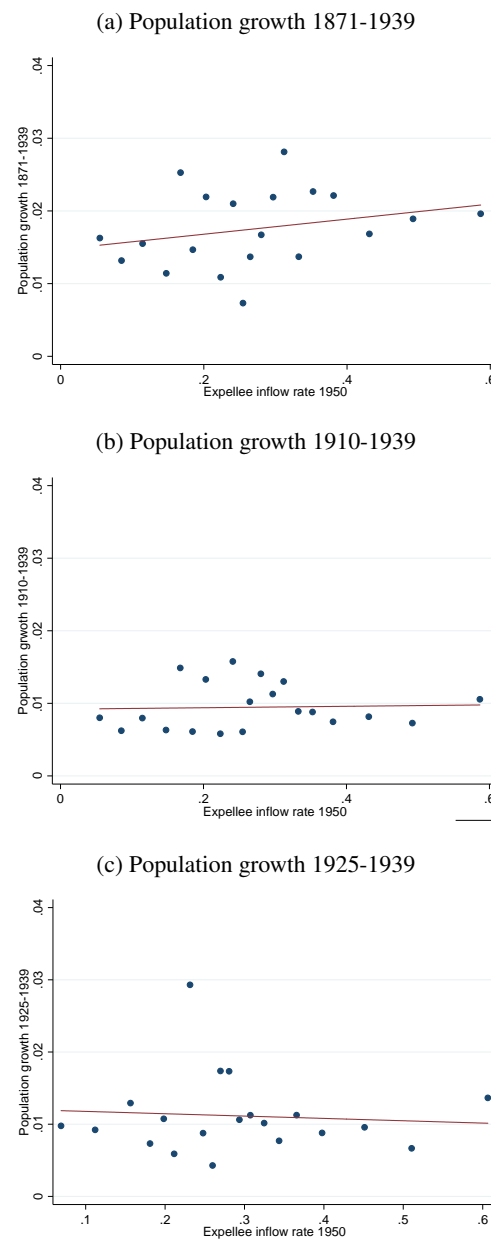 (a) Population growth 1871-1939
.04
.03
.02
.01
0
Population growth 1871-1939
0 .2 .4 .6
Expellee inflow rate 1950
(b) Population growth 1910-1939
.04
.03
.02
.01
0
Population grwoth 1910-1939
0 .2 .4 .6
Expellee inflow rate 1950
(c) Population growth 1925-1939
.04
.03
.02
.01
0
Population growth 1925-1939
.1 .2 .3 .4 .5 .6
Expellee inflow rate 1950